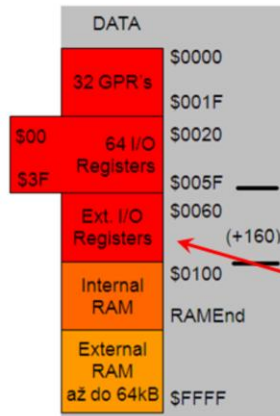 DATA
$0000
32 GPR's
$001F
$00
64 I/O
$0020
$3F
Registers
$005F
Ext. I/O
$0060
Registers
(+160)
$0100
Internal
RAM
RAMEnd
External
RAM
až do 64kB
$FFFF